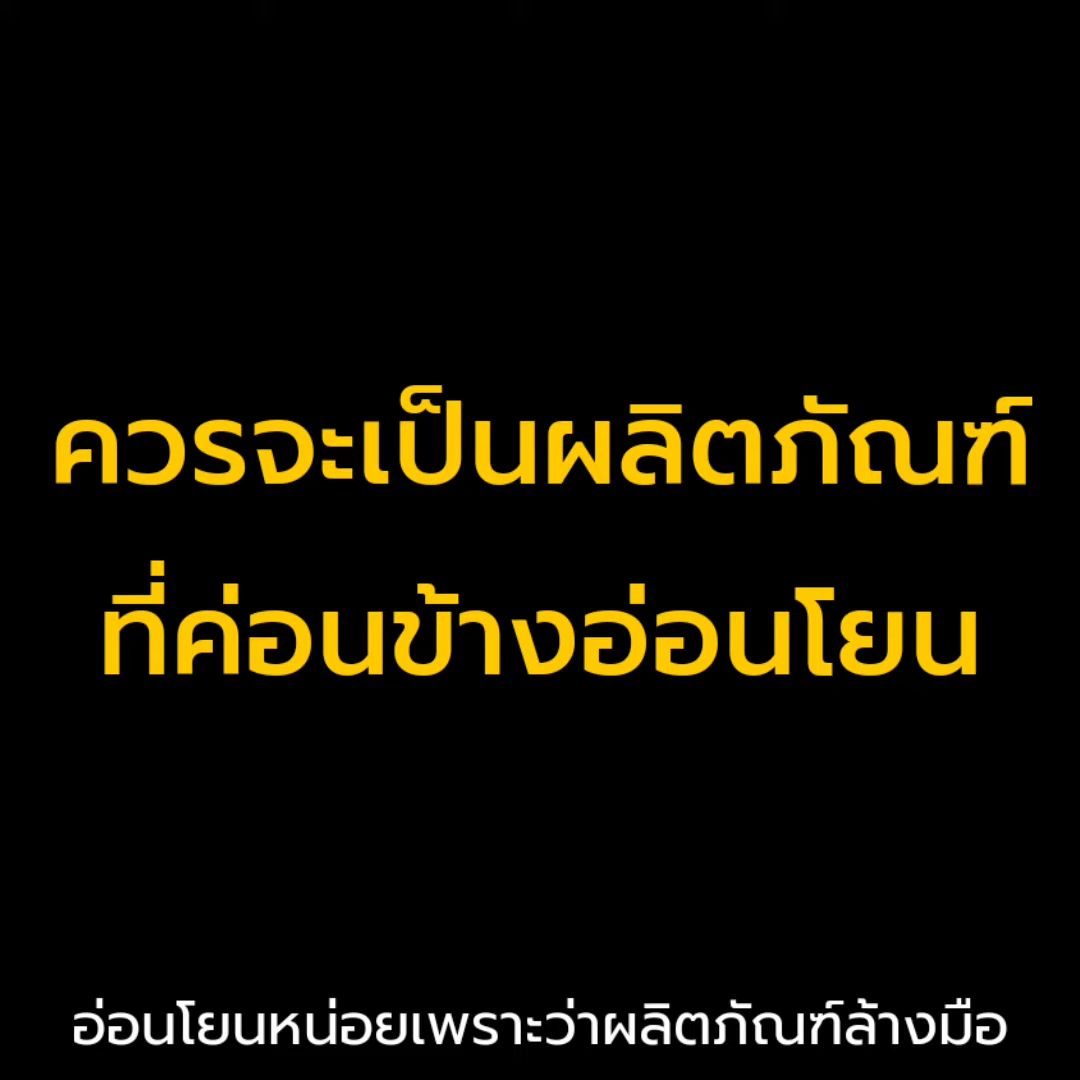 ควรจะเป็นผลิตภัณฑ์
ที่ค่อนข้างอ่อนโยน
อ่อนโยนหน่อยเพราะว่าผลิตภัณฑ์ล้างมือ